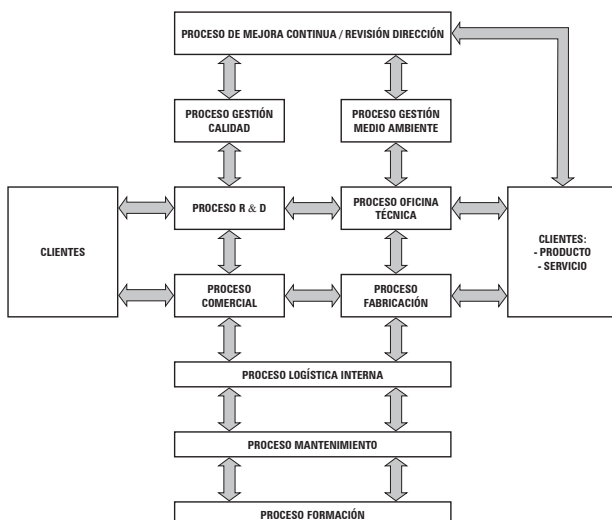 PROCESO DE MEJORA CONTINUA / REVISIÓN DIRECCIÓN
PROCESO GESTIÓN
CALIDAD
PROCESO GESTIÓN
MEDIO AMBIENTE
CLIENTES
PROCESO R & D
PROCESO OFICINA
TÉCNICA
CLIENTES:
- PRODUCTO
- SERVICIO
PROCESO
COMERCIAL
PROCESO
FABRICACIÓN
PROCESO LOGÍSTICA INTERNA
PROCESO MANTENIMIENTO
PROCESO FORMACIÓN